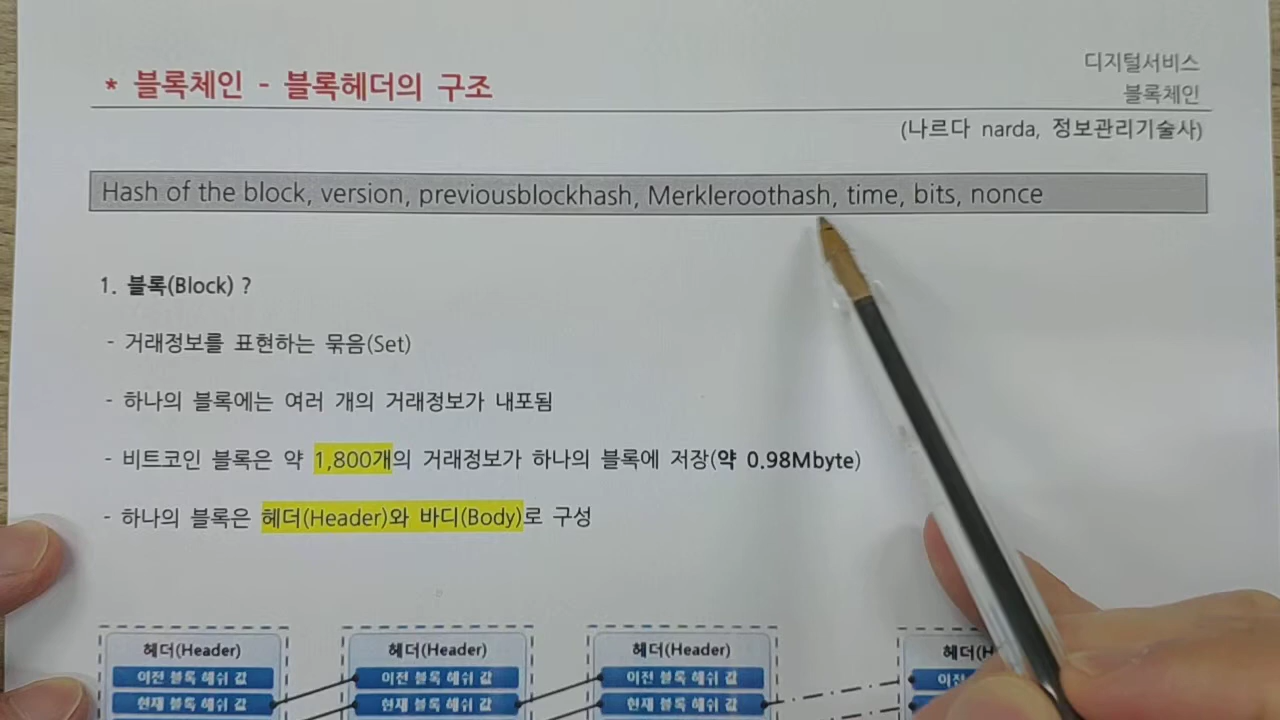 * 블록체인 - 블록헤더의 구조
디지털서비스
블록체인
(나르다 narda, 정보관리기술사)
Hash of the block, version, previousblockhash, Merkleroothash, time, bits, nonce
1. 블록(Block) ?
- 거래정보를 표현하는 묶음(Set)
- 하나의 블록에는 여러 개의 거래정보가 내포됨
- 비트코인 블록은 약 1,800개의 거래정보가 하나의 블록에 저장(약 0.98Mbyte)
- 하나의 블록은 헤더(Header)와 바디(Body)로 구성
헤더(Header) 헤더(Header) 헤더(Header)
이전 블록 해쉬 값 이전 블록 해쉬 값 이전 블록 해쉬 값
현재 블록 해쉬 값 현재 블록 해쉬 값 현재 블록 해쉬 값